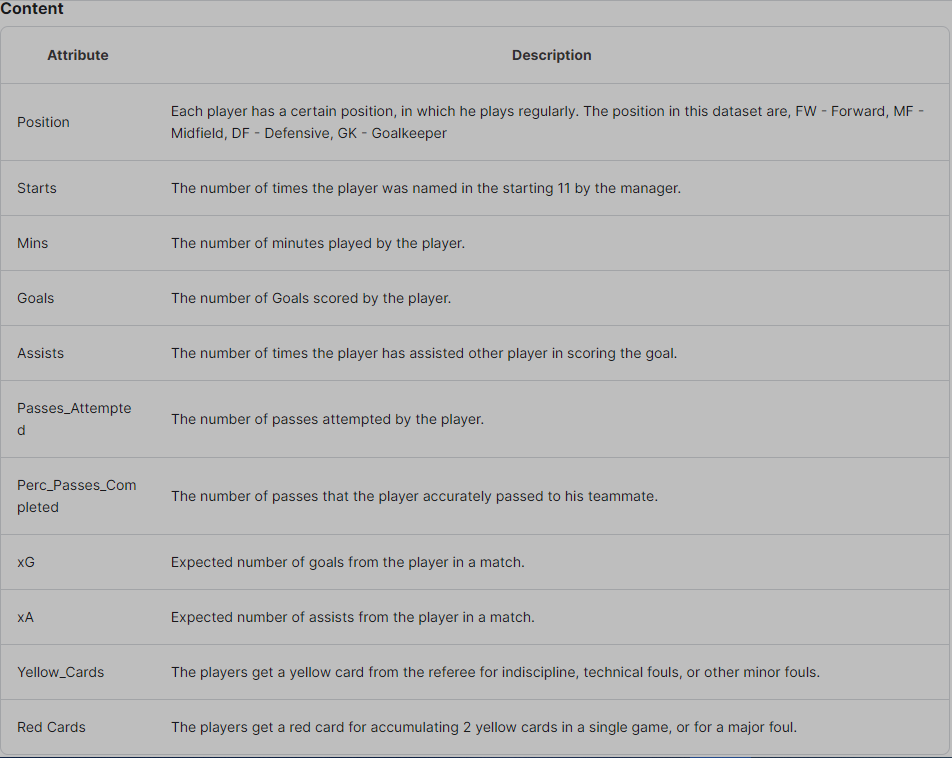 Content
Attribute Description
Position
Each player has a certain position, in which he plays regularly. The position in this dataset are, FW - Forward, MF -
Midfield, DF - Defensive, GK - Goalkeeper
Starts The number of times the player was named in the starting 11 by the manager.
Mins The number of minutes played by the player.
Goals The number of Goals scored by the player.
Assists The number of times the player has assisted other player in scoring the goal.
Passes_Attempte
d
The number of passes attempted by the player.
Perc_Passes_Com
pleted
The number of passes that the player accurately passed to his teammate.
xG Expected number of goals from the player in a match.
xA Expected number of assists from the player in a match.
Yellow_Cards The players get a yellow card from the referee for indiscipline, technical fouls, or other minor fouls.
Red Cards The players get a red card for accumulating 2 yellow cards in a single game, or for a major foul.